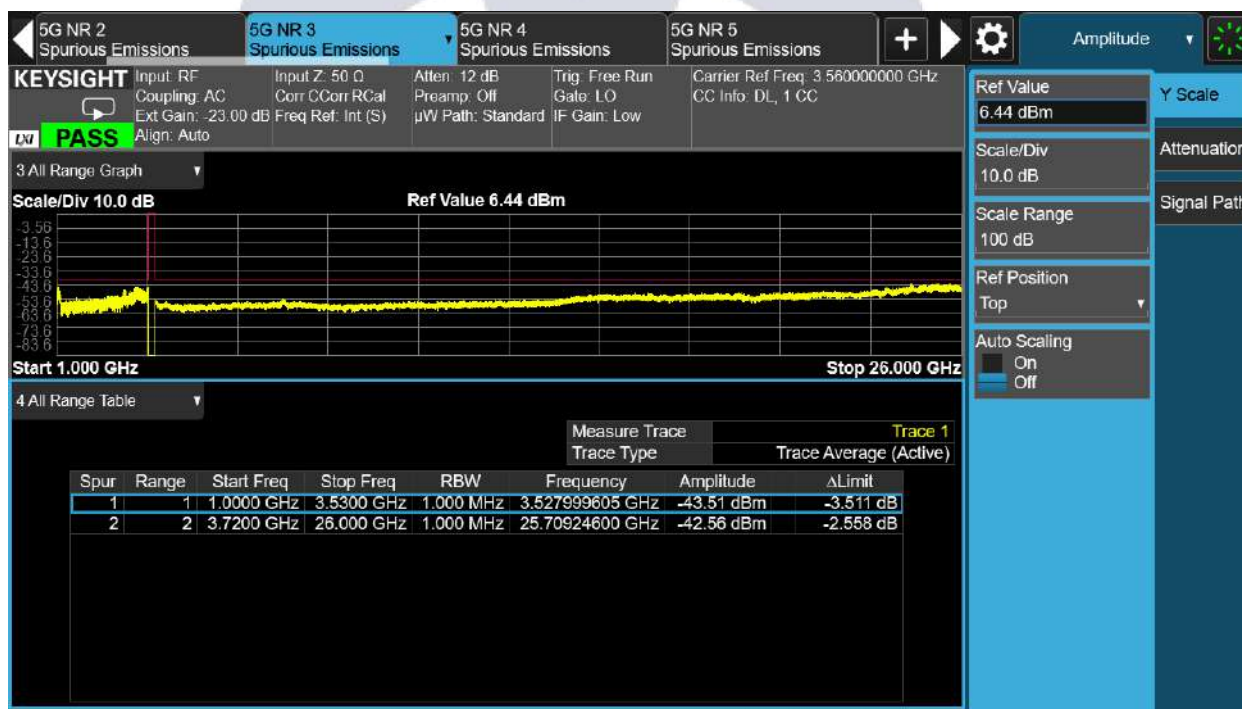 5G NR 2
Spurious Emissions
5G NR 3
Spurious Emissions
5G NR 4
Spurious Emissions
5G NR 5
Spurious Emissions
+
Amplitude
KEYSIGHT
LXI
PASS
Input: RF
Coupling: AC
Ext Gain: -23.00 dB
Align: Auto
Input Z: 50 Ω
Corr CCorr RCal
Freq Ref: Int (S)
Atten: 12 dB
Preamp: Off
µW Path: Standard
Trig: Free Run
Gate: LO
IF Gain: Low
Carrier Ref Freq: 3.560000000 GHz
CC Info: DL, 1 CC
3 All Range Graph
Scale/Div 10.0 dB
Ref Value 6.44 dBm
-3.56
-13.6
-23.6
-33.6
-43.6
-53.6
-63.6
-73.6
-83.6
Start 1.000 GHz
Stop 26.000 GHz
4 All Range Table
Measure Trace Trace 1
Trace Type Trace Average (Active)
Spur Range Start Freq Stop Freq RBW Frequency Amplitude ΔLimit
1 1 1.0000 GHz 3.5300 GHz 1.000 MHz 3.527999605 GHz -43.51 dBm -3.511 dB
2 2 3.7200 GHz 26.000 GHz 1.000 MHz 25.70924600 GHz -42.56 dBm -2.558 dB
Ref Value
6.44 dBm
Scale/Div
10.0 dB
Scale Range
100 dB
Ref Position
Top
Auto Scaling
On
Off
Y Scale
Attenuation
Signal Path